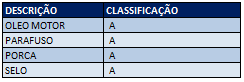 DESCRIÇÃO CLASSIFICAÇÃO
OLEO MOTOR A
PARAFUSO A
PORCA A
SELO A